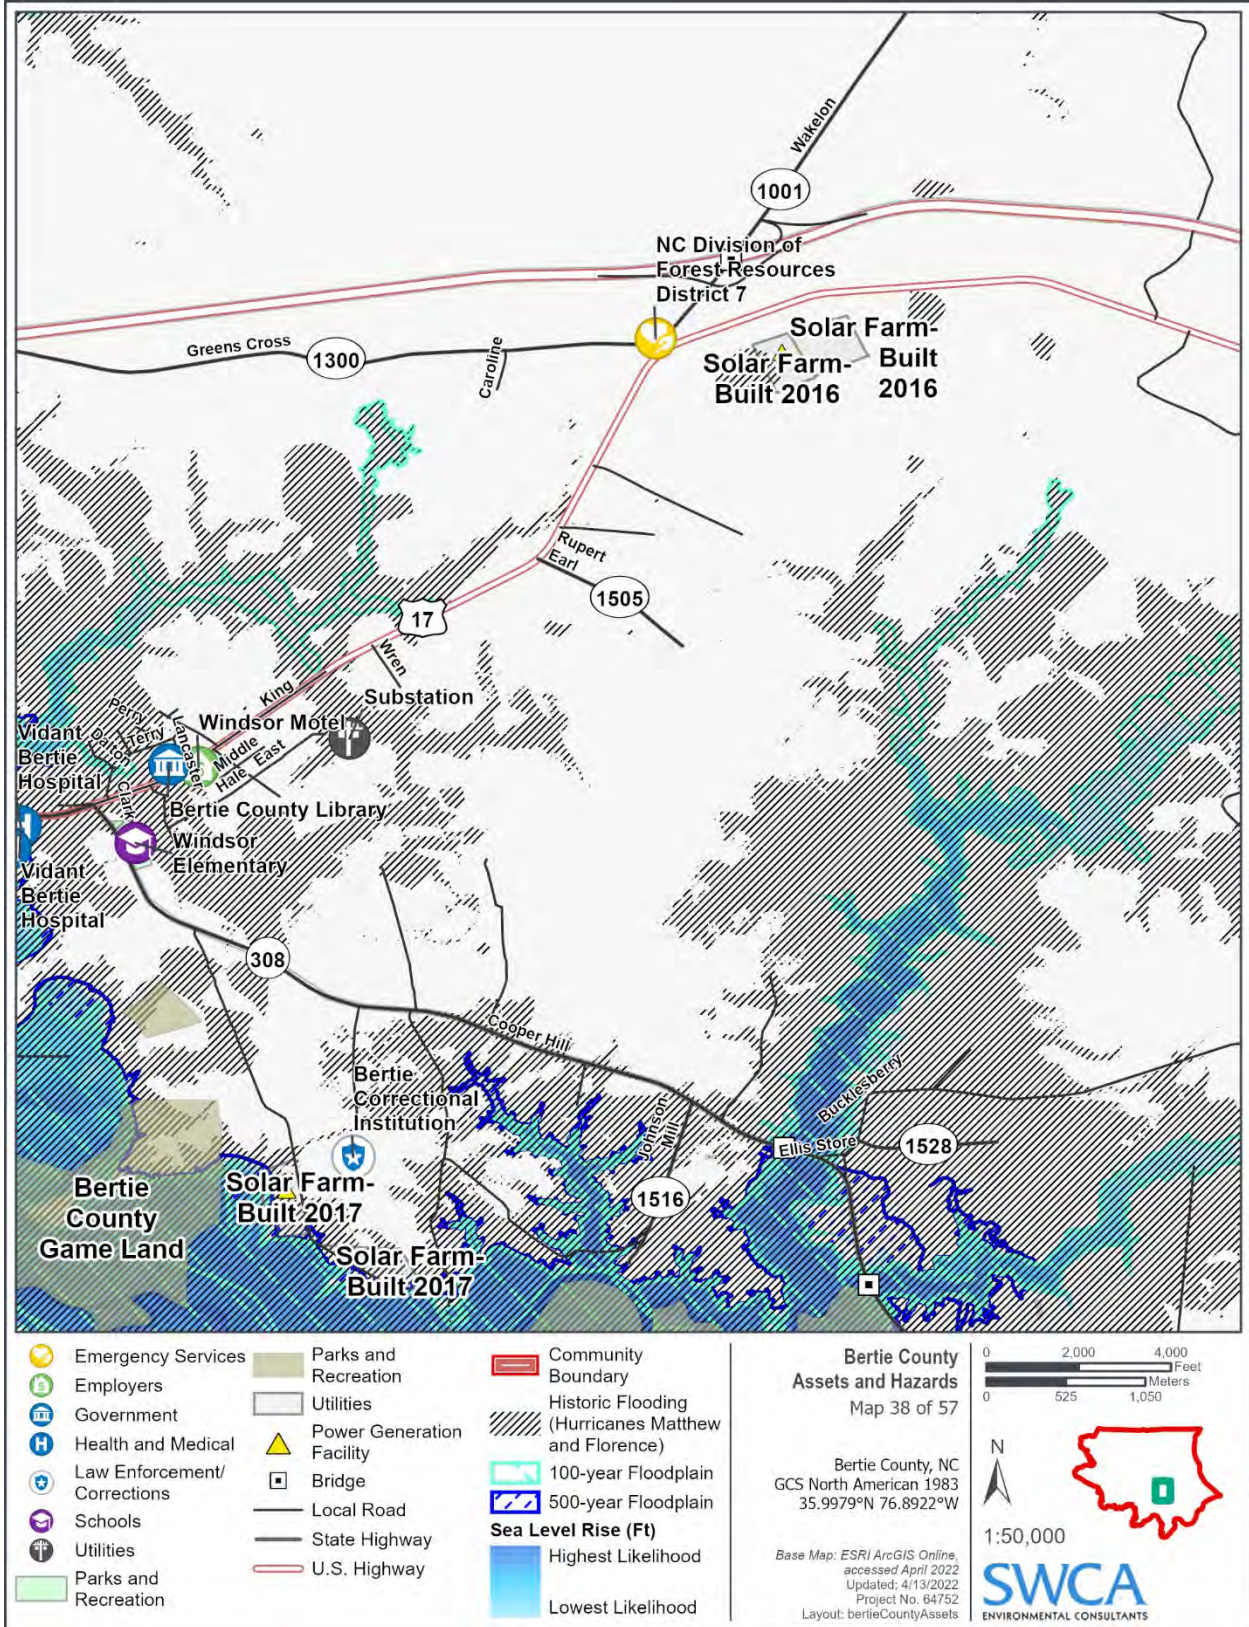 Wakelon
1001
NC Division of
Forest Resources
District 7
Greens Cross
1300
Caroline
Solar Farm-
Built
2016
Solar Farm-
Built 2016
Rupert
Earl
1505
17
Wren
King
Substation
Perry
Terry
Lancaster
Windsor Motel
Middle
Hale
East
Vidant
Bertie
Hospital
Clark
Bertie County Library
Windsor
Elementary
Vidant
Bertie
Hospital
308
Cooper Hill
Bertie
Correctional
Institution
Johnson
Mill
Bucklesberry
Ellis Store
1528
1516
Bertie
County
Game Land
Solar Farm-
Built 2017
Solar Farm-
Built 2017
Emergency Services
Employers
Government
Health and Medical
Law Enforcement/
Corrections
Schools
Utilities
Parks and
Recreation
Parks and
Recreation
Utilities
Power Generation
Facility
Bridge
Local Road
State Highway
U.S. Highway
Community
Boundary
Historic Flooding
(Hurricanes Matthew
and Florence)
100-year Floodplain
500-year Floodplain
Sea Level Rise (Ft)
Highest Likelihood
Lowest Likelihood
Bertie County
Assets and Hazards
Map 38 of 57
Bertie County, NC
GCS North American 1983
35.9979°N 76.8922°W
Base Map: ESRI ArcGIS Online,
accessed April 2022
Updated: 4/13/2022
Project No. 64752
Layout: bertieCountyAssets
0 2,000 4,000
Feet
Meters
0 525 1,050
N
1:50,000
SWCA
ENVIRONMENTAL CONSULTANTS